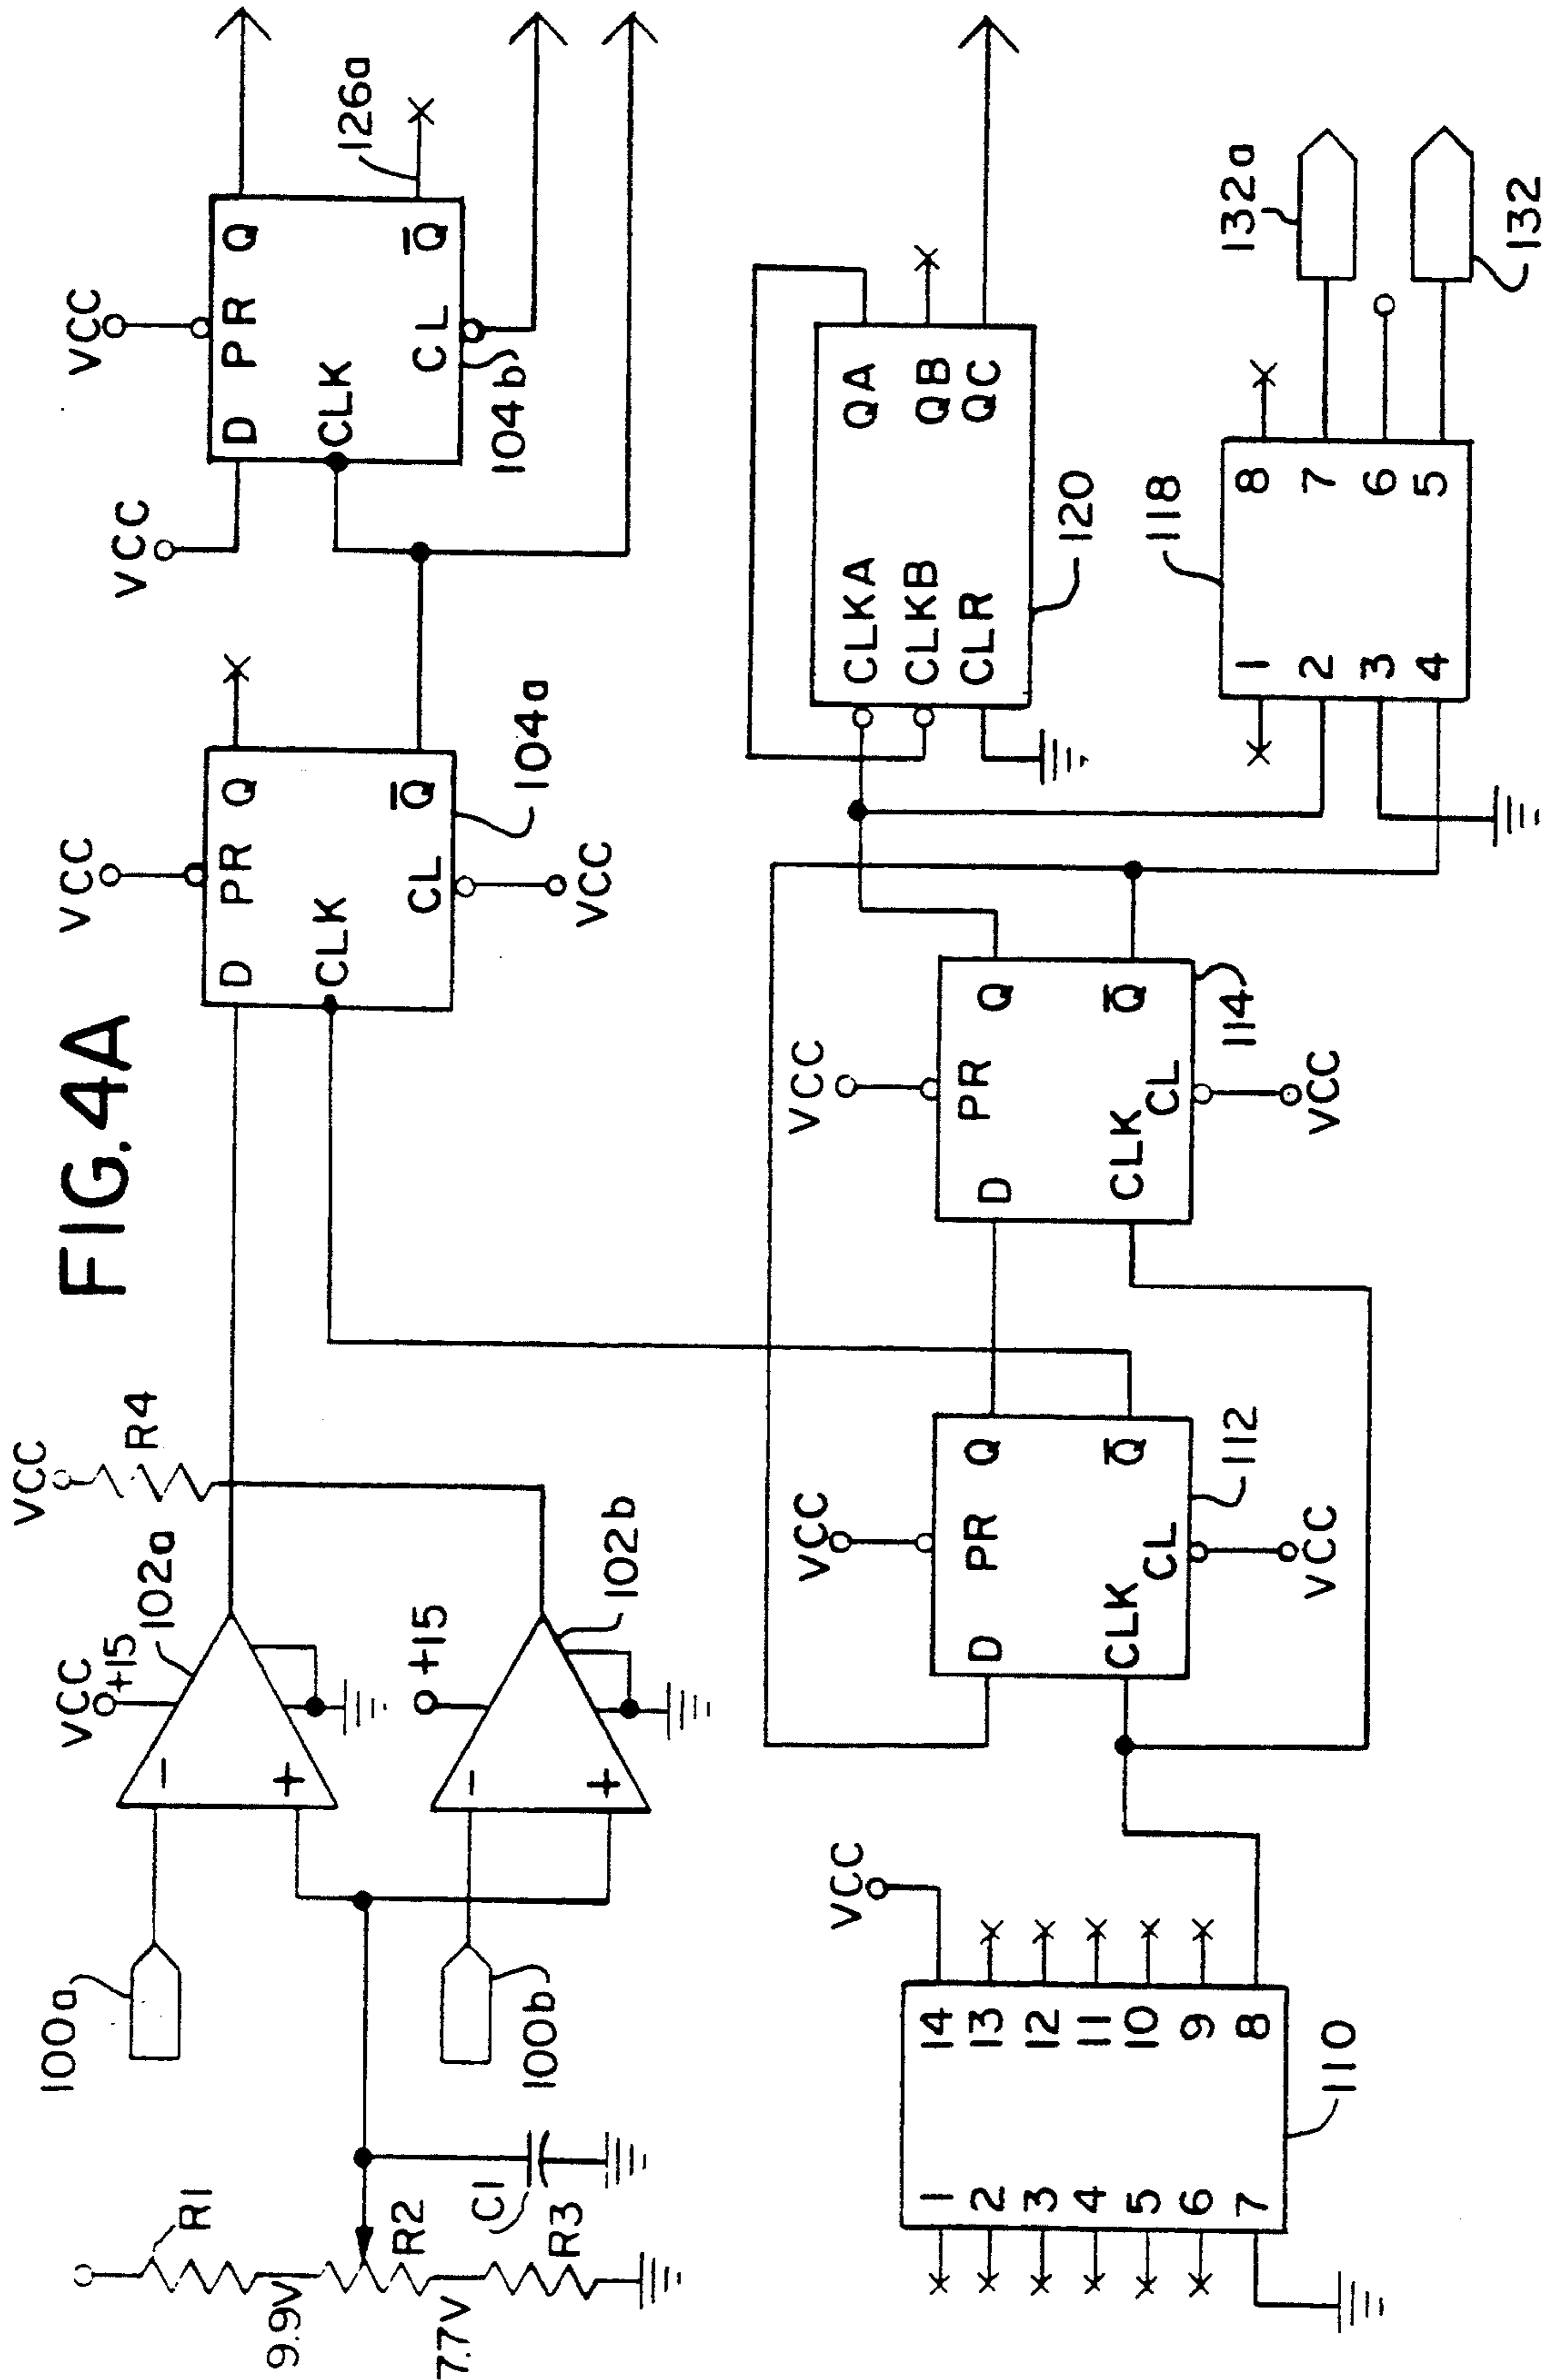 FIG.4A
100a
VCC
+15
102a
−
+
VCC
R4
100b
+15
102b
−
+
R1
9.9V
R2
7.7V
R3
C1
VCC
D PR Q
CLK
CL Q̅
104a
VCC
VCC
VCC
D PR Q
CLK
CL Q̅
104b
126a
VCC
1 14
2 13
3 12
4 11
5 10
6 9
7 8
110
VCC
D PR Q
CLK CL Q̅
112
VCC
VCC
D PR Q
CLK CL Q̅
114
VCC
CLKA QA
CLKB QB
CLR QC
120
118
1 8
2 7
3 6
4 5
132a
132